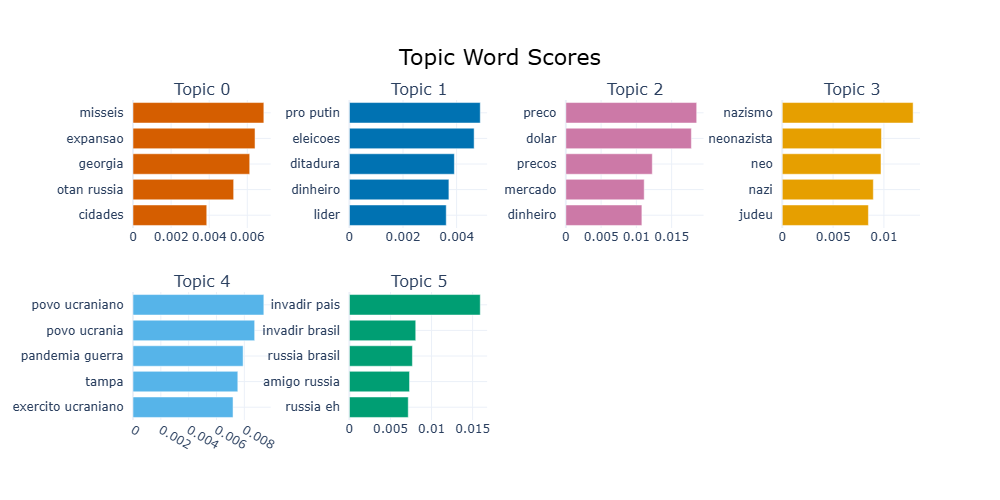 Topic Word Scores
Topic 0
misseis
expansao
georgia
otan russia
cidades
0 0.002 0.004 0.006
Topic 1
pro putin
eleicoes
ditadura
dinheiro
lider
0 0.002 0.004
Topic 2
preco
dolar
precos
mercado
dinheiro
0 0.005 0.01 0.015
Topic 3
nazismo
neonazista
neo
nazi
judeu
0 0.005 0.01
Topic 4
povo ucraniano
povo ucrania
pandemia guerra
tampa
exercito ucraniano
0 0.002 0.004 0.006 0.008
Topic 5
invadir pais
invadir brasil
russia brasil
amigo russia
russia eh
0 0.005 0.01 0.015